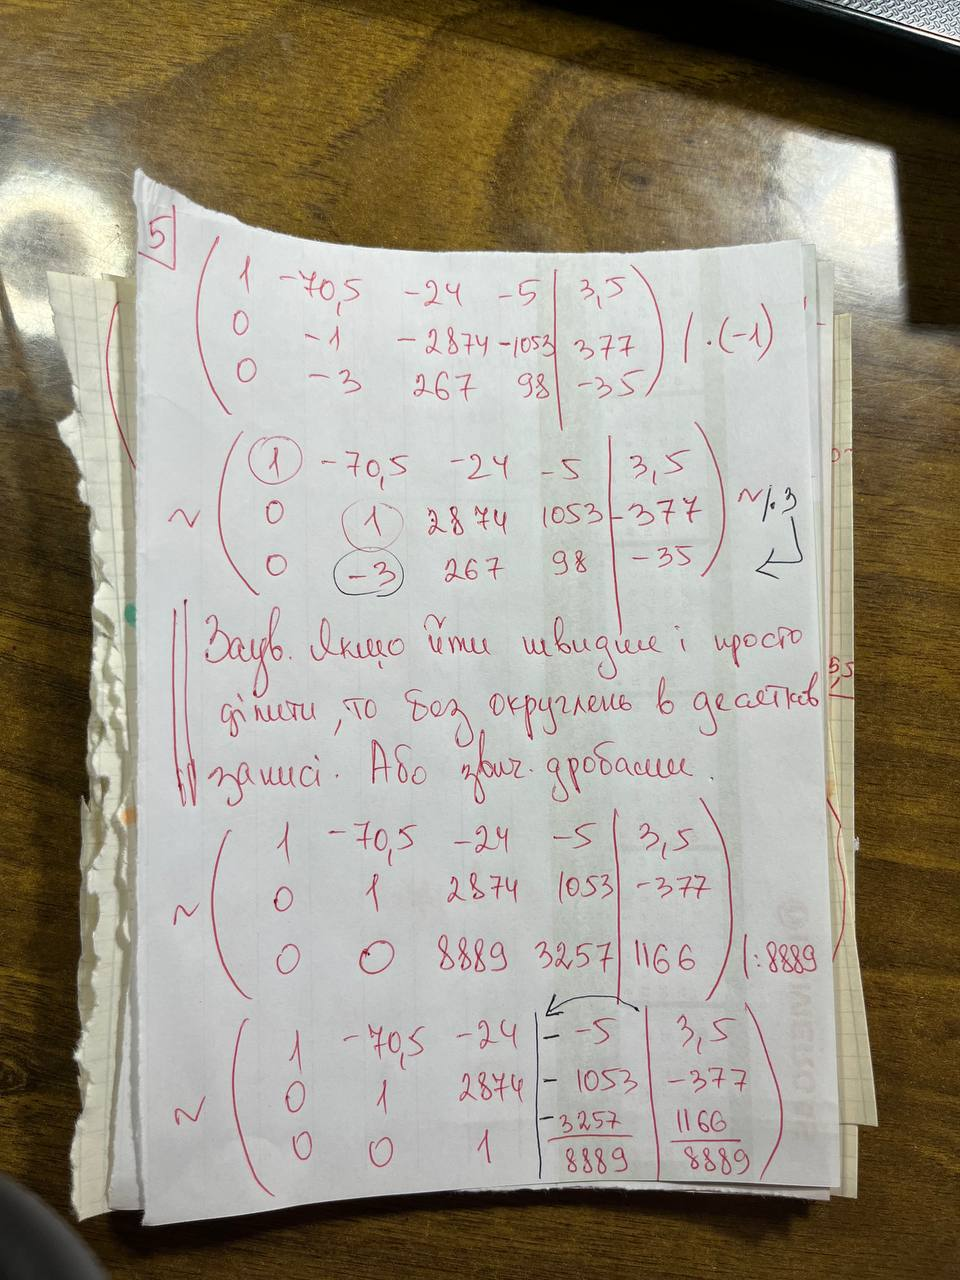 5
1 -70,5 -24 -5 | 3,5
0 -1 -2874 -1053 | 377 | · (-1)
0 -3 267 98 | -35
~ 1 -70,5 -24 -5 | 3,5
0 1 2874 1053 | -377 ~ |·3
0 -3 267 98 | -35
Заув. Якщо йти швидше і просто
ділити, то без округлень в десятков
записі. Або звич. дробами.
1 -70,5 -24 -5 | 3,5
~ 0 1 2874 1053 | -377
0 0 8889 3257 | 1166 | : 8889
1 -70,5 -24 | - -5 | 3,5
~ 0 1 2874 | - 1053 | -377
0 0 1 | - 3257/8889 | 1166/8889